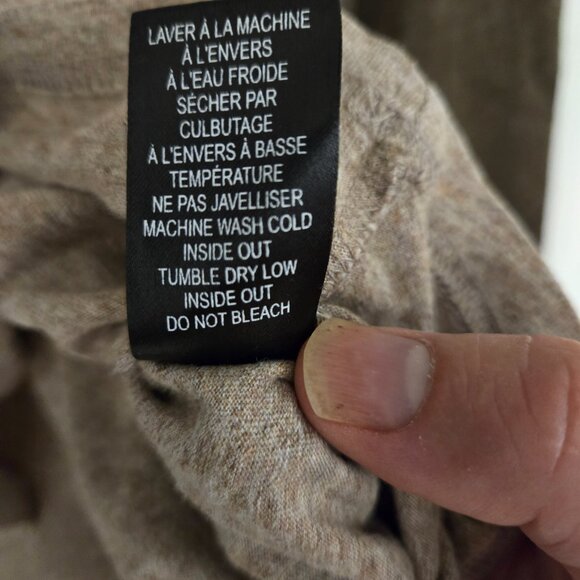 LAVER À LA MACHINE
À L'ENVERS
À L'EAU FROIDE
SÉCHER PAR
CULBUTAGE
À L'ENVERS À BASSE
TEMPÉRATURE
NE PAS JAVELLISER
MACHINE WASH COLD
INSIDE OUT
TUMBLE DRY LOW
INSIDE OUT
DO NOT BLEACH